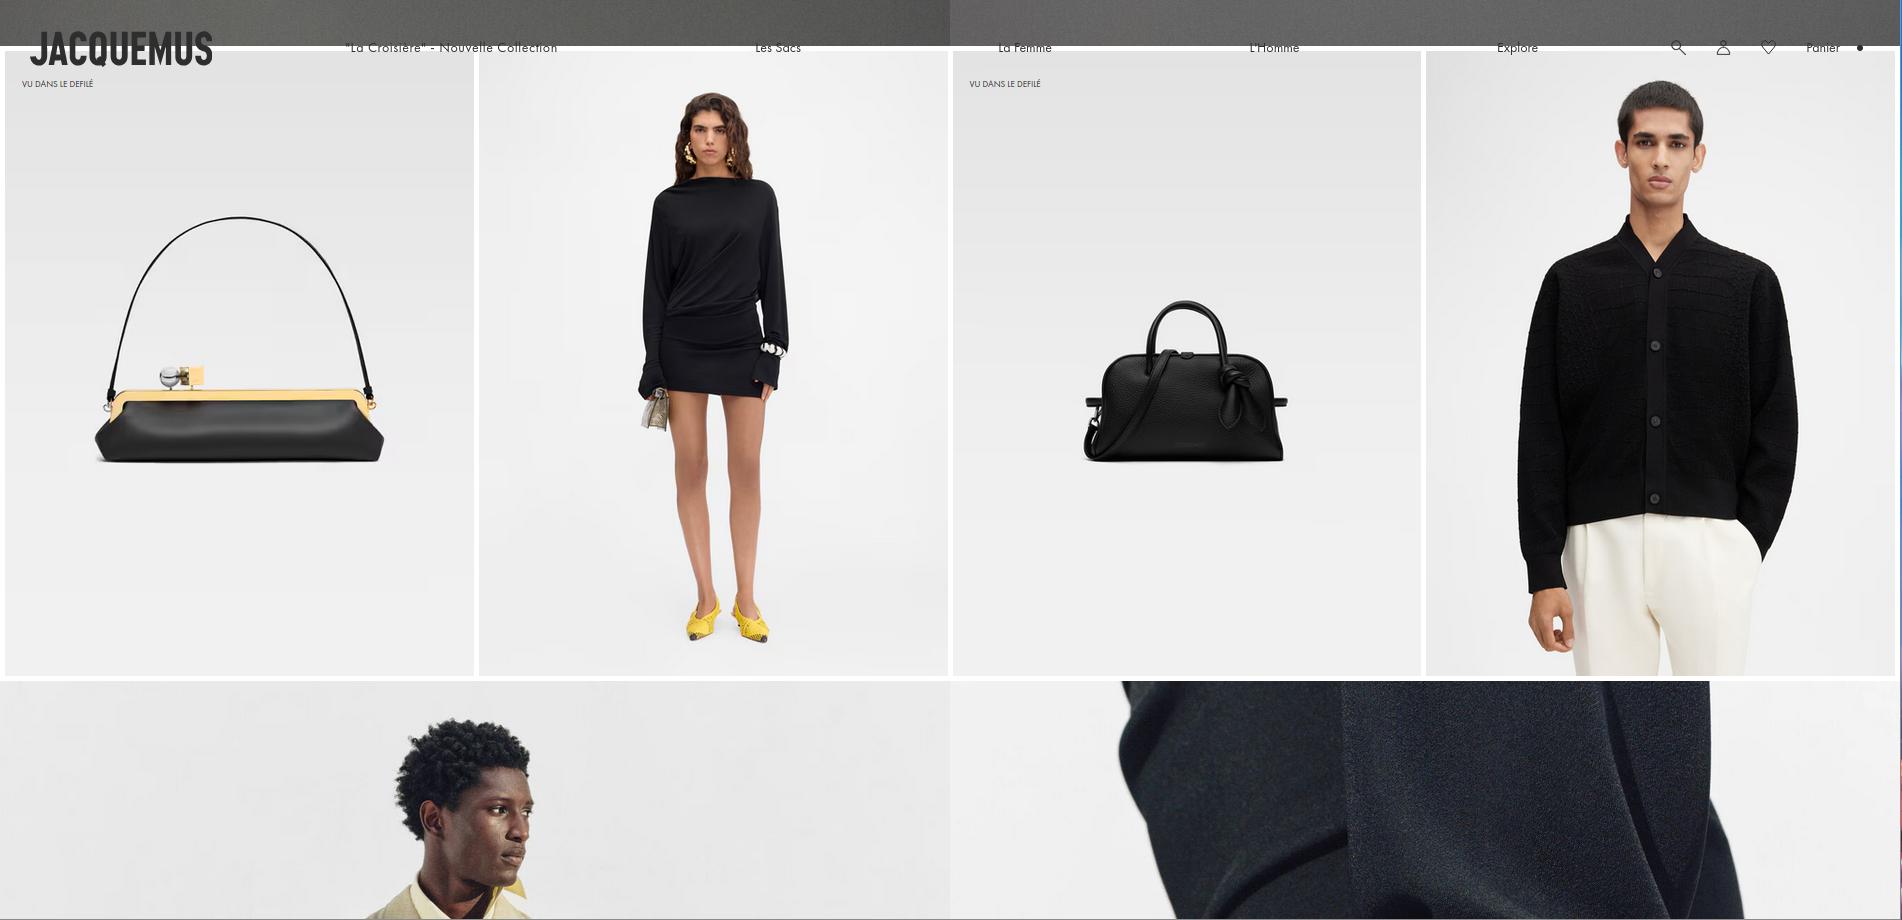 JACQUEMUS
"La Croisière" - Nouvelle Collection
Les Sacs
La Femme
L'Homme
Explore
Panier
VU DANS LE DEFILÉ
VU DANS LE DEFILÉ